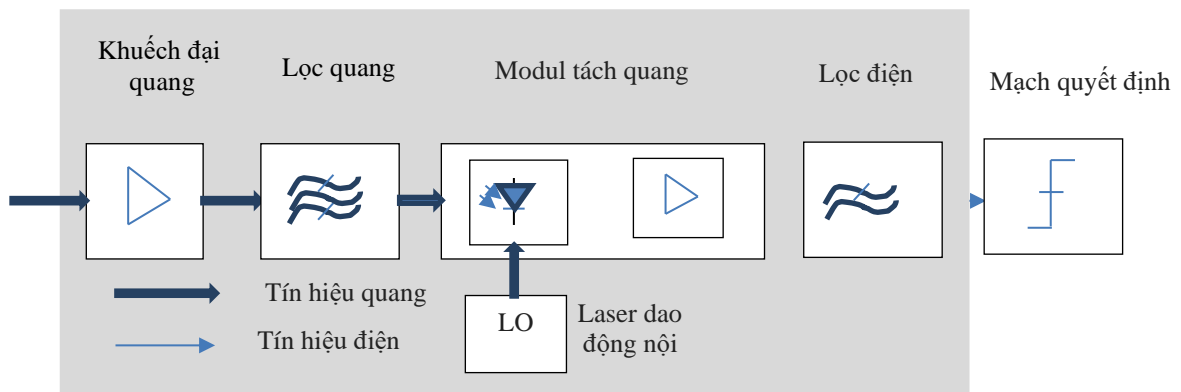 Khuếch đại
quang
Lọc quang
Modul tách quang
Lọc điện
Mạch quyết định
Tín hiệu quang
Tín hiệu điện
LO
Laser dao
động nội